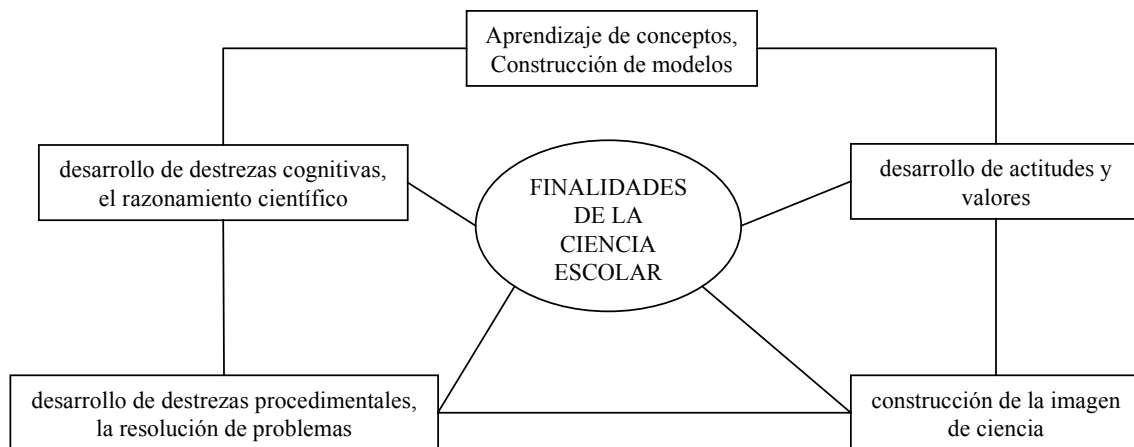 Aprendizaje de conceptos,
Construcción de modelos
desarrollo de destrezas cognitivas,
el razonamiento científico
FINALIDADES
DE LA
CIENCIA
ESCOLAR
desarrollo de actitudes y
valores
desarrollo de destrezas procedimentales,
la resolución de problemas
construcción de la imagen
de ciencia